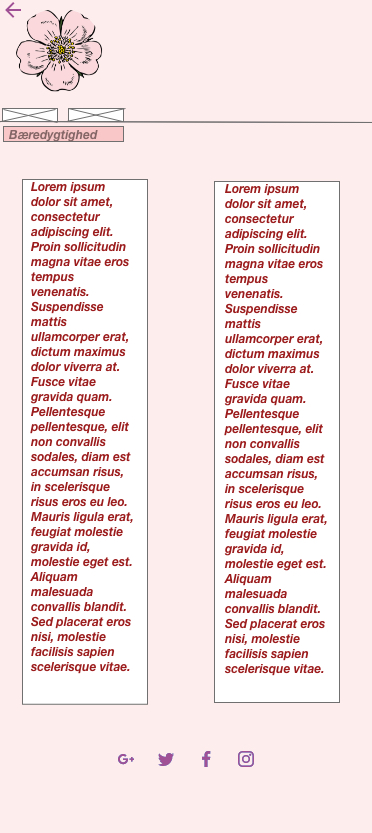 Bæredygtighed
Lorem ipsum
dolor sit amet,
consectetur
adipiscing elit.
Proin sollicitudin
magna vitae eros
tempus
venenatis.
Suspendisse
mattis
ullamcorper erat,
dictum maximus
dolor viverra at.
Fusce vitae
gravida quam.
Pellentesque
pellentesque, elit
non convallis
sodales, diam est
accumsan risus,
in scelerisque
risus eros eu leo.
Mauris ligula erat,
feugiat molestie
gravida id,
molestie eget est.
Aliquam
malesuada
convallis blandit.
Sed placerat eros
nisi, molestie
facilisis sapien
scelerisque vitae.
Lorem ipsum
dolor sit amet,
consectetur
adipiscing elit.
Proin sollicitudin
magna vitae eros
tempus
venenatis.
Suspendisse
mattis
ullamcorper erat,
dictum maximus
dolor viverra at.
Fusce vitae
gravida quam.
Pellentesque
pellentesque, elit
non convallis
sodales, diam est
accumsan risus,
in scelerisque
risus eros eu leo.
Mauris ligula erat,
feugiat molestie
gravida id,
molestie eget est.
Aliquam
malesuada
convallis blandit.
Sed placerat eros
nisi, molestie
facilisis sapien
scelerisque vitae.